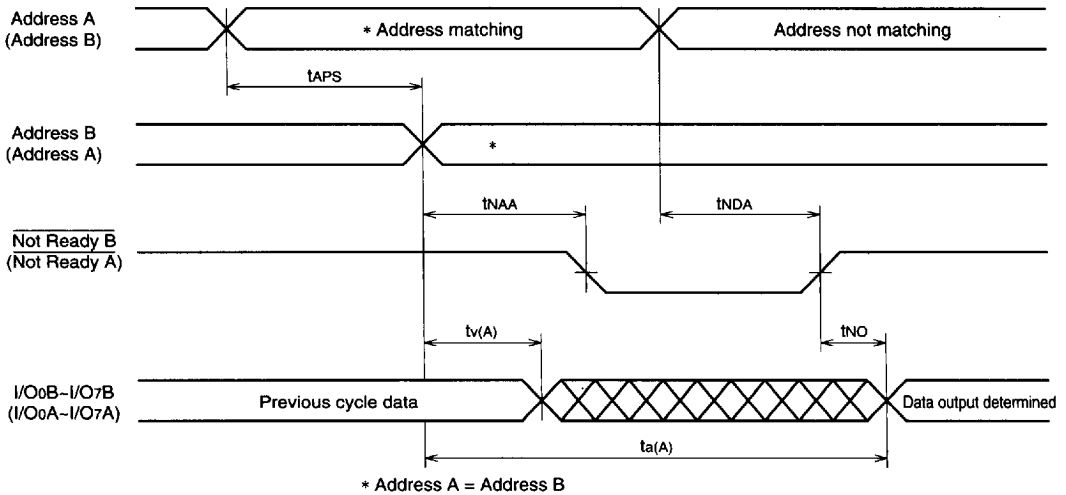 Address A
(Address B)
* Address matching
Address not matching
tAPS
Address B
(Address A)
*
tNAA
tNDA
Not Ready B
(Not Ready A)
tv(A)
tNO
I/O0B~I/O7B
(I/O0A~I/O7A)
Previous cycle data
Data output determined
ta(A)
* Address A = Address B